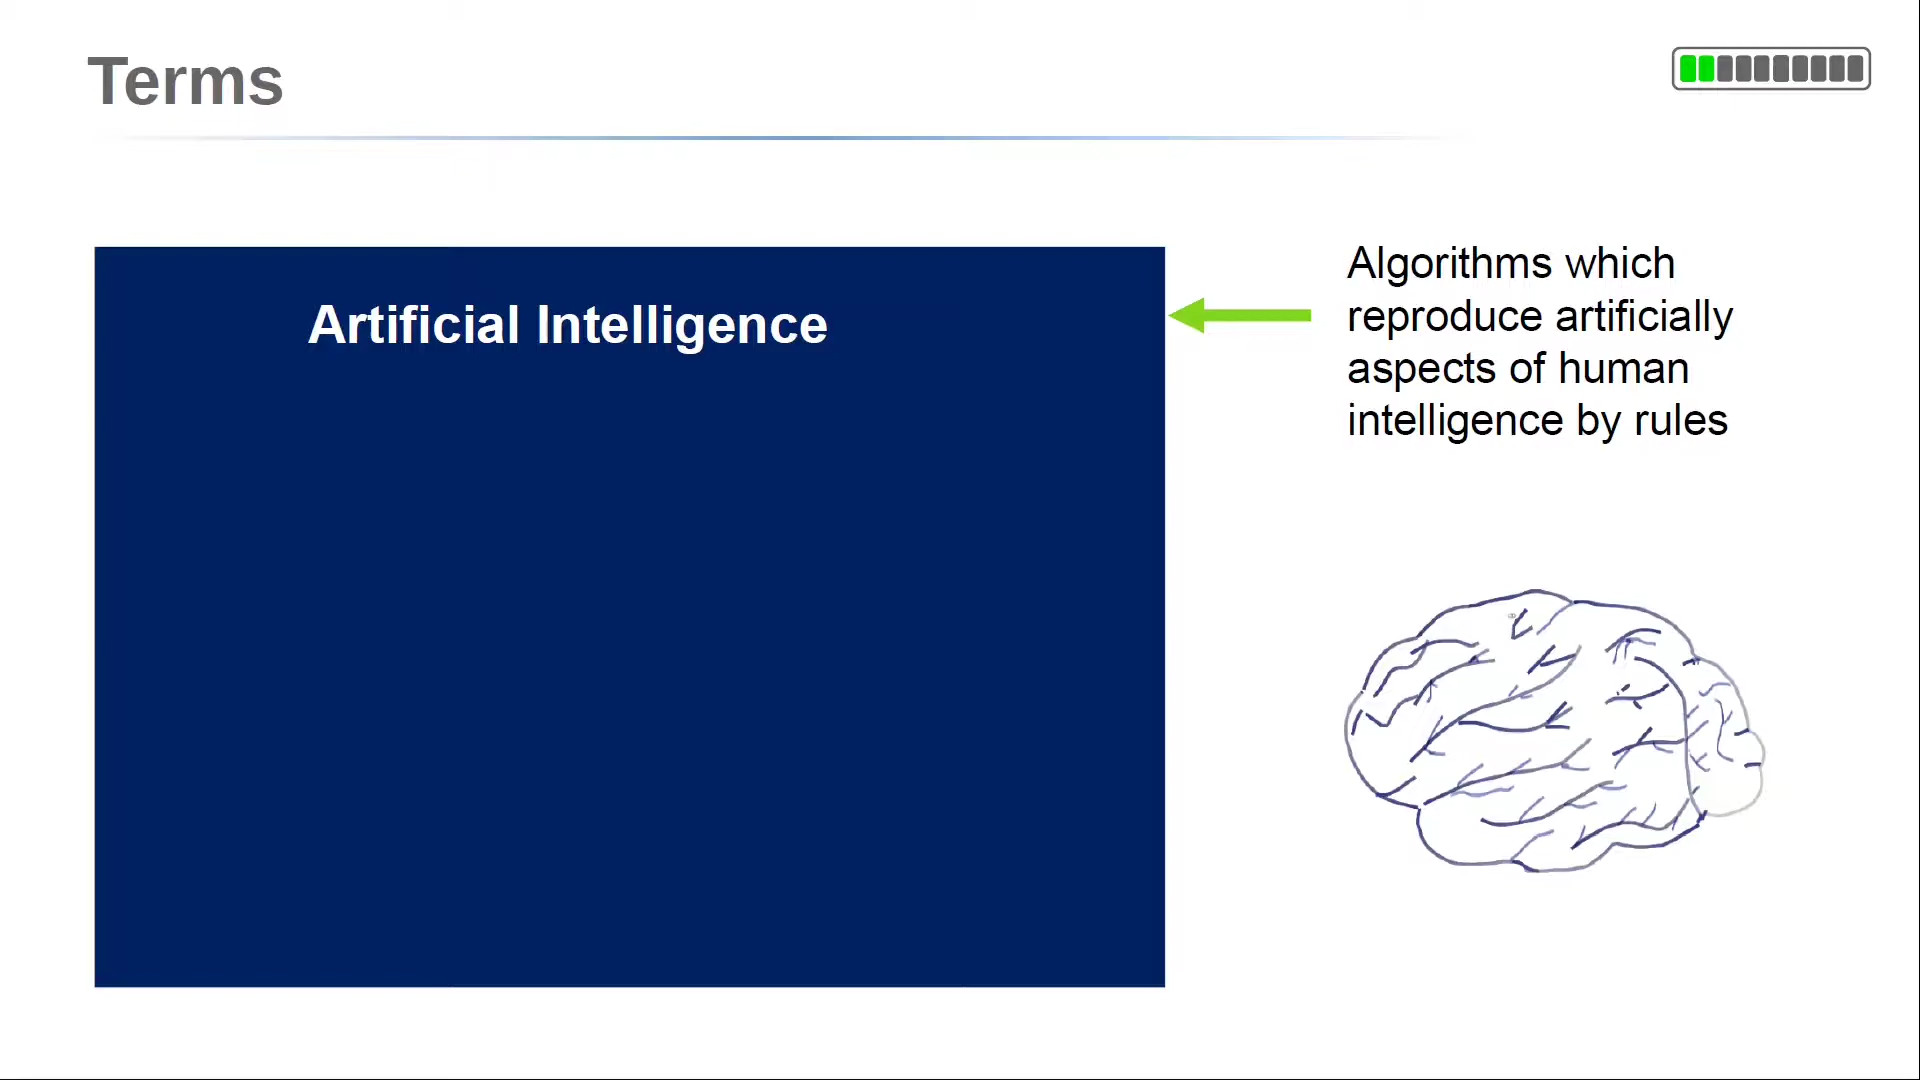 Terms
Artificial Intelligence
Algorithms which
reproduce artificially
aspects of human
intelligence by rules